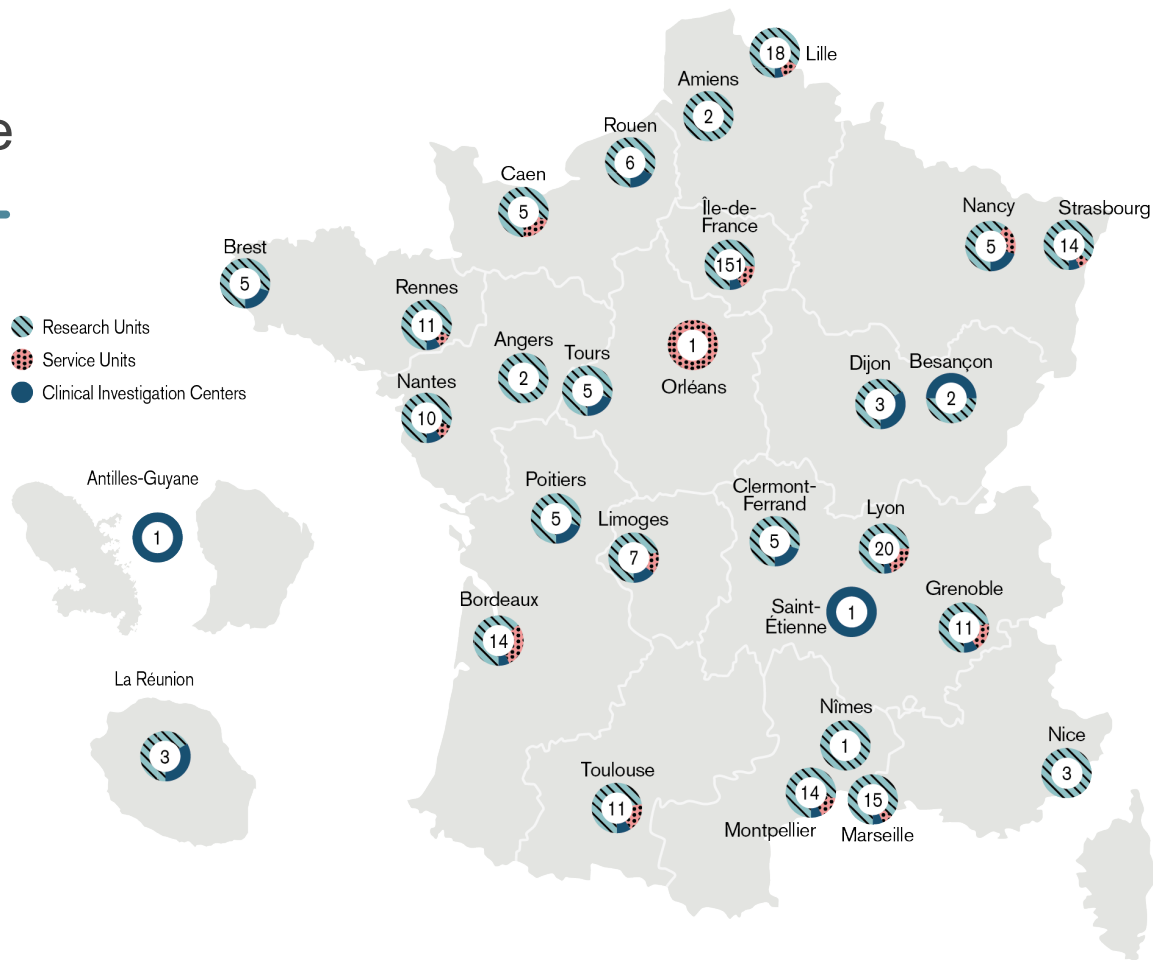 e
18
Lille
Amiens
2
Rouen
6
Caen
5
Île-de-
France
151
Nancy
5
Strasbourg
14
Brest
5
Rennes
11
Research Units
Service Units
Clinical Investigation Centers
Angers
2
Tours
5
1
Orléans
Dijon
3
Besançon
2
Nantes
10
Antilles-Guyane
1
Poitiers
5
Limoges
7
Clermont-
Ferrand
5
Lyon
20
Saint-
Étienne
1
Grenoble
11
Bordeaux
14
La Réunion
3
Nîmes
1
Nice
3
Toulouse
11
14
Montpellier
15
Marseille